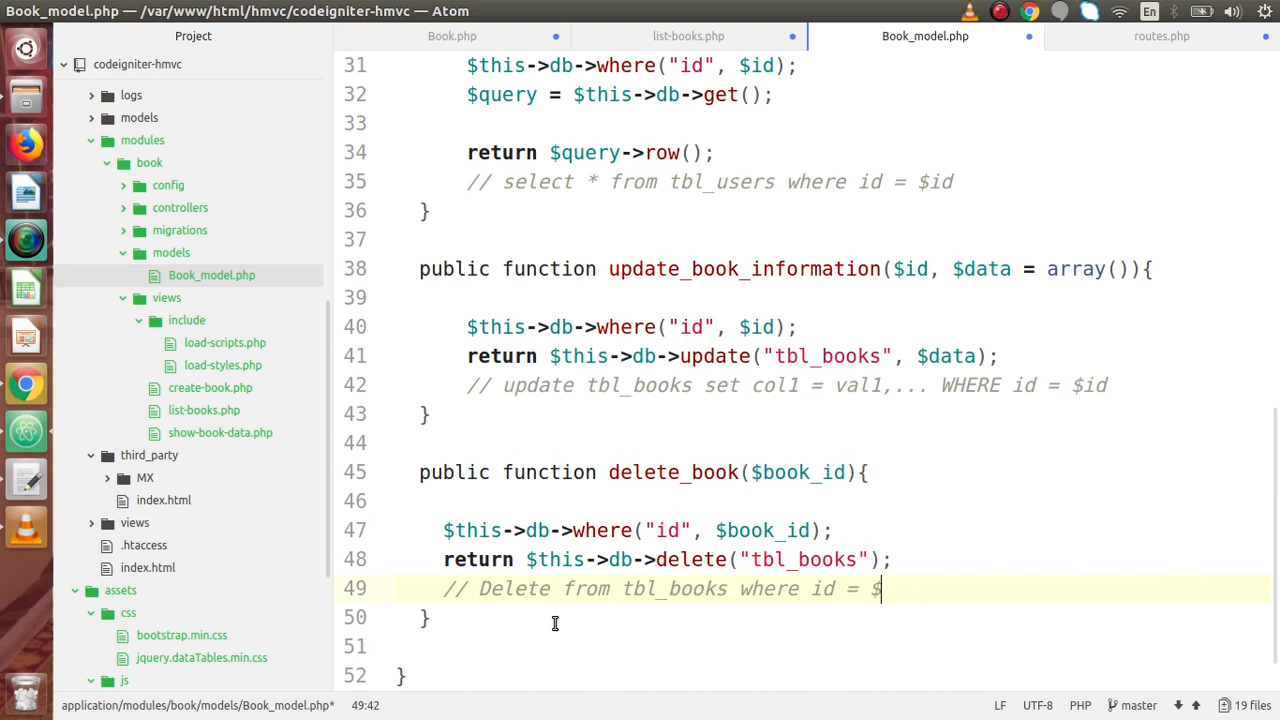 Book_model.php — /var/www/html/hmvc/codeigniter-hmvc — Atom
En
Project
Book.php
list-books.php
Book_model.php
routes.php
codeigniter-hmvc
logs
models
modules
book
config
controllers
migrations
models
Book_model.php
views
include
load-scripts.php
load-styles.php
create-book.php
list-books.php
show-book-data.php
third_party
MX
index.html
views
.htaccess
index.html
assets
css
bootstrap.min.css
jquery.dataTables.min.css
js
31 $this->db->where("id", $id);
32 $query = $this->db->get();
33
34 return $query->row();
35 // select * from tbl_users where id = $id
36 }
37
38 public function update_book_information($id, $data = array()){
39
40 $this->db->where("id", $id);
41 return $this->db->update("tbl_books", $data);
42 // update tbl_books set col1 = val1,... WHERE id = $id
43 }
44
45 public function delete_book($book_id){
46
47 $this->db->where("id", $book_id);
48 return $this->db->delete("tbl_books");
49 // Delete from tbl_books where id = $
50 }
51
52 }
application/modules/book/models/Book_model.php* 49:42
LF UTF-8 PHP master 19 files